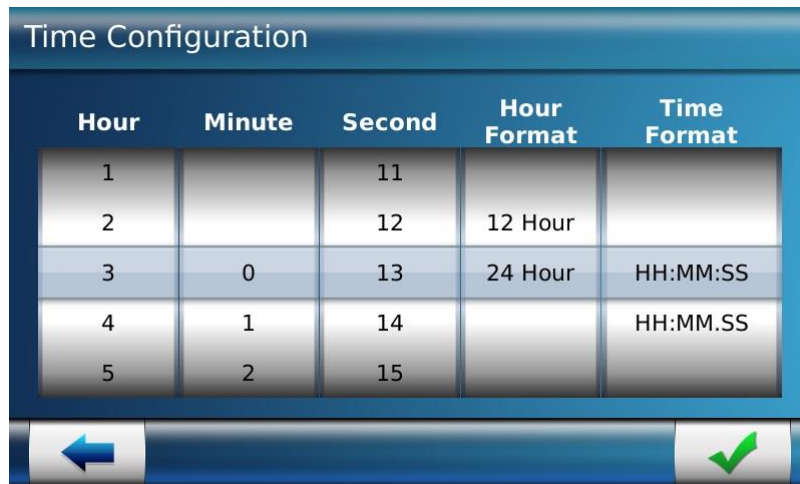 Time Configuration
Hour Minute Second Hour Format Time Format
1 11
2 12 12 Hour
3 0 13 24 Hour HH:MM:SS
4 1 14 HH:MM.SS
5 2 15